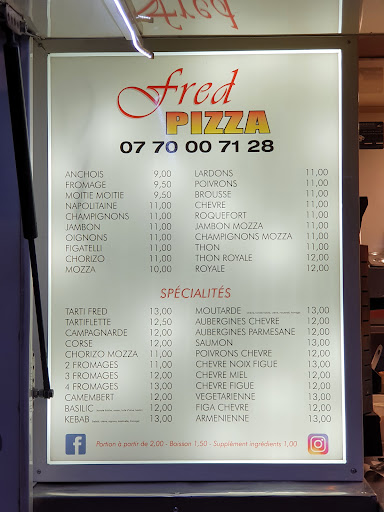 Fred
PIZZA
07 70 00 71 28
ANCHOIS 9,00
FROMAGE 9,50
MOITIE MOITIE 9,50
NAPOLITAINE 11,00
CHAMPIGNONS 11,00
JAMBON 11,00
OIGNONS 11,00
FIGATELLI 11,00
CHORIZO 11,00
MOZZA 10,00
LARDONS 11,00
POIVRONS 11,00
BROUSSE 11,00
CHEVRE 11,00
ROQUEFORT 11,00
JAMBON MOZZA 11,00
CHAMPIGNONS MOZZA 11,00
THON 11,00
THON ROYALE 12,00
ROYALE 12,00
SPÉCIALITÉS
TARTI FRED 13,00
TARTIFLETTE 12,50
CAMPAGNARDE 12,00
CORSE 12,00
CHORIZO MOZZA 11,00
2 FROMAGES 11,00
3 FROMAGES 12,00
4 FROMAGES 13,00
CAMEMBERT 12,00
BASILIC 12,00
KEBAB 13,00
MOUTARDE 13,00
AUBERGINES CHEVRE 12,00
AUBERGINES PARMESANE 12,00
SAUMON 13,00
POIVRONS CHEVRE 12,00
CHEVRE NOIX FIGUE 13,00
CHEVRE MIEL 12,00
CHEVRE FIGUE 12,00
VEGETARIENNE 13,00
FIGA CHEVRE 12,00
ARMENIENNE 13,00
Portion à partir de 2,00 - Boisson 1,50 - Supplément ingrédients 1,00